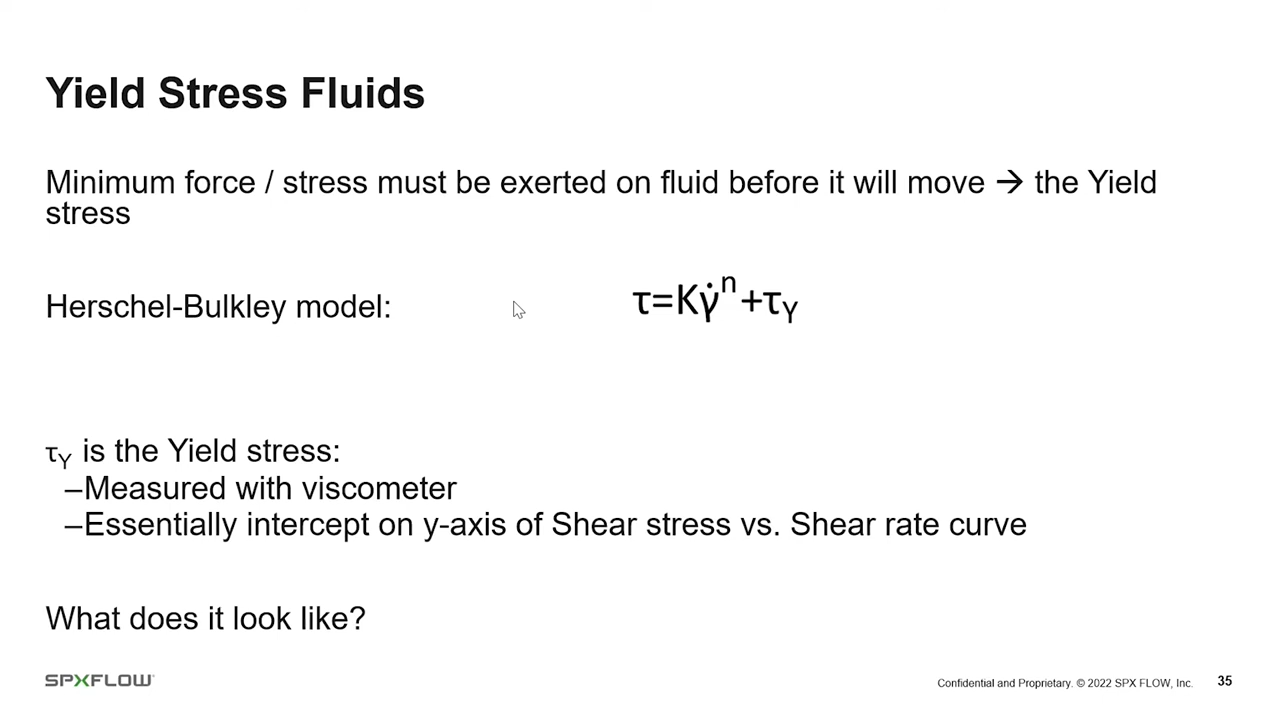 Yield Stress Fluids
Minimum force / stress must be exerted on fluid before it will move → the Yield
stress
Herschel-Bulkley model:
τ=Kγ̇ⁿ+τY
τY is the Yield stress:
–Measured with viscometer
–Essentially intercept on y-axis of Shear stress vs. Shear rate curve
What does it look like?
SPXFLOW
Confidential and Proprietary. © 2022 SPX FLOW, Inc.
35